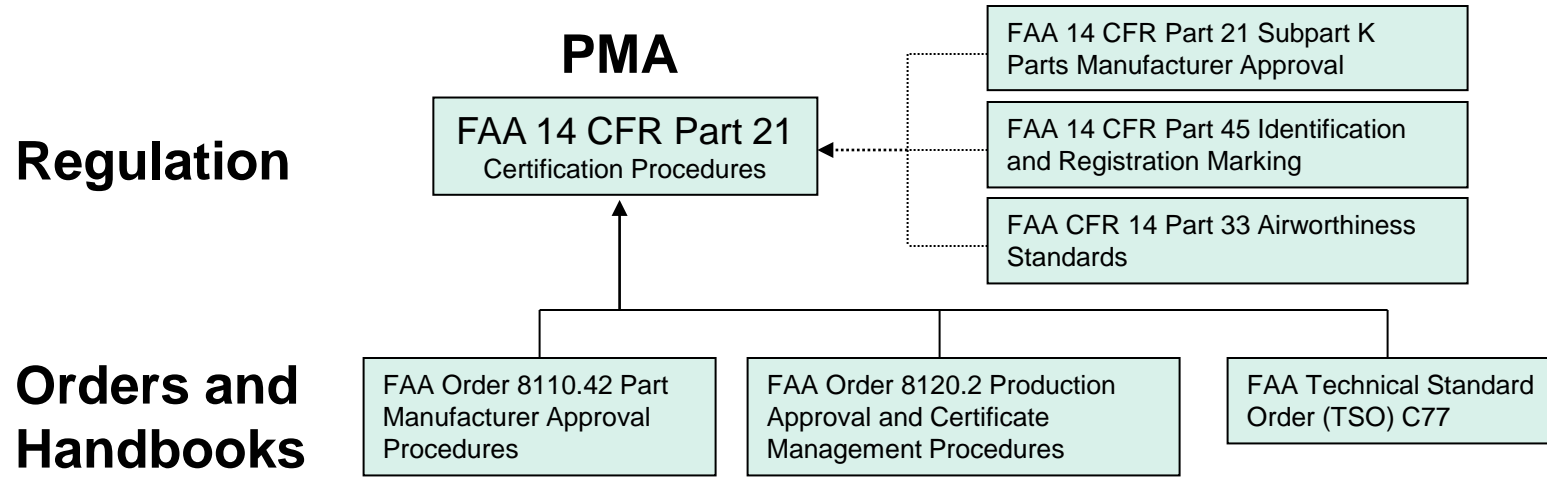 PMA
FAA 14 CFR Part 21
Certification Procedures
FAA 14 CFR Part 21 Subpart K
Parts Manufacturer Approval
FAA 14 CFR Part 45 Identification
and Registration Marking
FAA CFR 14 Part 33 Airworthiness
Standards
Regulation
Orders and
Handbooks
FAA Order 8110.42 Part
Manufacturer Approval
Procedures
FAA Order 8120.2 Production
Approval and Certificate
Management Procedures
FAA Technical Standard
Order (TSO) C77